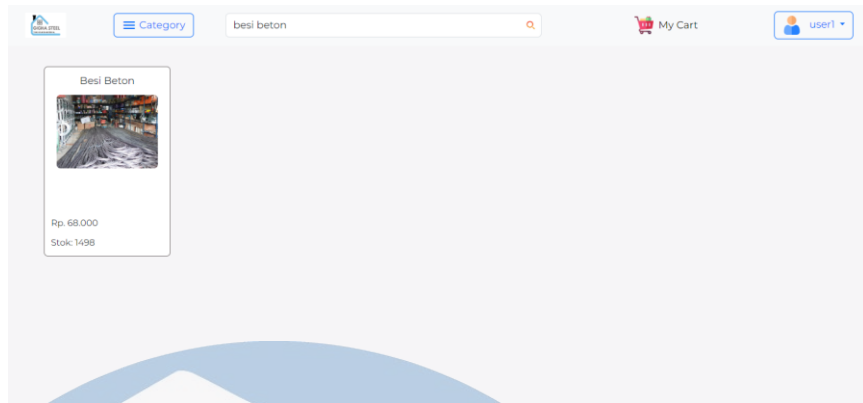 Category
besi beton
My Cart
user1
Besi Beton
Rp. 68.000
Stok: 1498